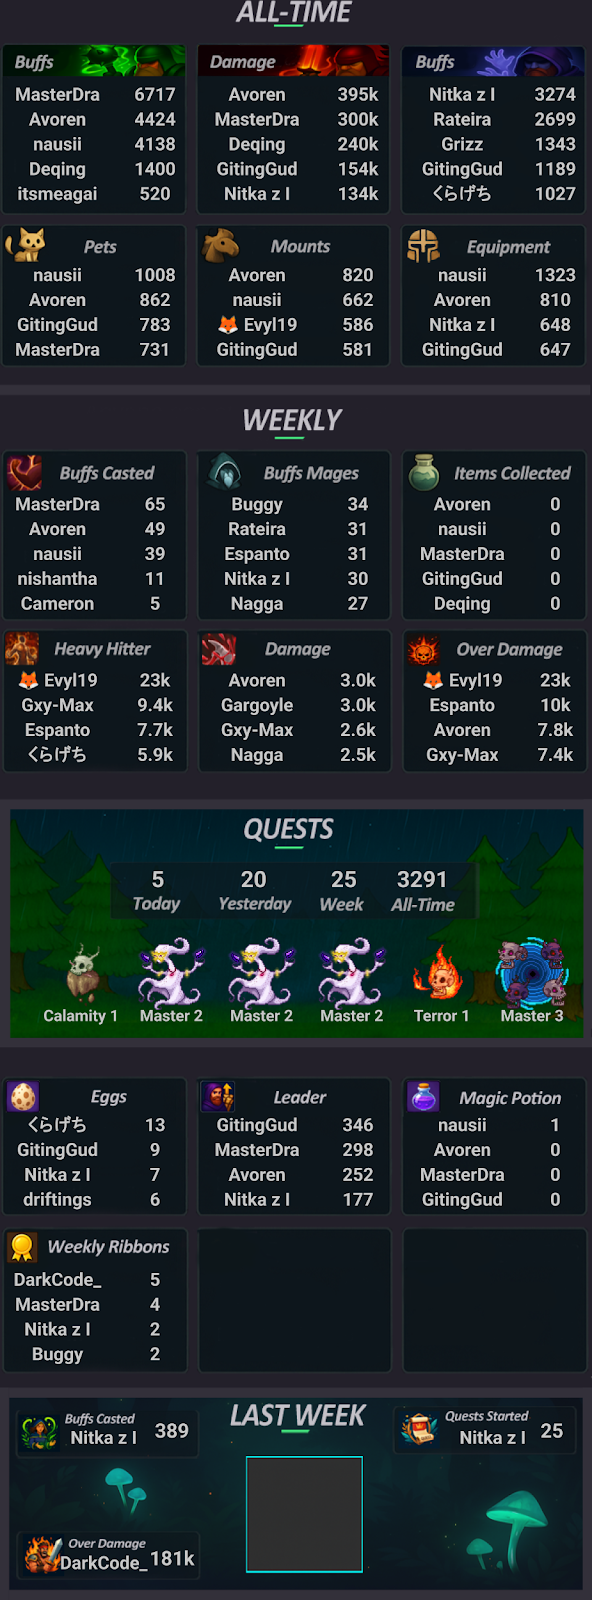 ALL-TIME
Buffs
MasterDra 6717
Avoren 4424
nausii 4138
Deqing 1400
itsmeagai 520
Damage
Avoren 395k
MasterDra 300k
Deqing 240k
GitingGud 154k
Nitka z l 134k
Buffs
Nitka z l 3274
Rateira 2699
Grizz 1343
GitingGud 1189
くらげち 1027
Pets
nausii 1008
Avoren 862
GitingGud 783
MasterDra 731
Mounts
Avoren 820
nausii 662
🦊 Evyl19 586
GitingGud 581
Equipment
nausii 1323
Avoren 810
Nitka z l 648
GitingGud 647
WEEKLY
Buffs Casted
MasterDra 65
Avoren 49
nausii 39
nishantha 11
Cameron 5
Buffs Mages
Buggy 34
Rateira 31
Espanto 31
Nitka z l 30
Nagga 27
Items Collected
Avoren 0
nausii 0
MasterDra 0
GitingGud 0
Deqing 0
Heavy Hitter
🦊 Evyl19 23k
Gxy-Max 9.4k
Espanto 7.7k
くらげち 5.9k
Damage
Avoren 3.0k
Gargoyle 3.0k
Gxy-Max 2.6k
Nagga 2.5k
Over Damage
🦊 Evyl19 23k
Espanto 10k
Avoren 7.8k
Gxy-Max 7.4k
QUESTS
5 20 25 3291
Today Yesterday Week All-Time
Calamity 1 Master 2 Master 2 Master 2 Terror 1 Master 3
Eggs
くらげち 13
GitingGud 9
Nitka z l 7
driftings 6
Leader
GitingGud 346
MasterDra 298
Avoren 252
Nitka z l 177
Magic Potion
nausii 1
Avoren 0
MasterDra 0
GitingGud 0
Weekly Ribbons
DarkCode_ 5
MasterDra 4
Nitka z l 2
Buggy 2
LAST WEEK
Buffs Casted
Nitka z l 389
Quests Started
Nitka z l 25
Over Damage
DarkCode_ 181k